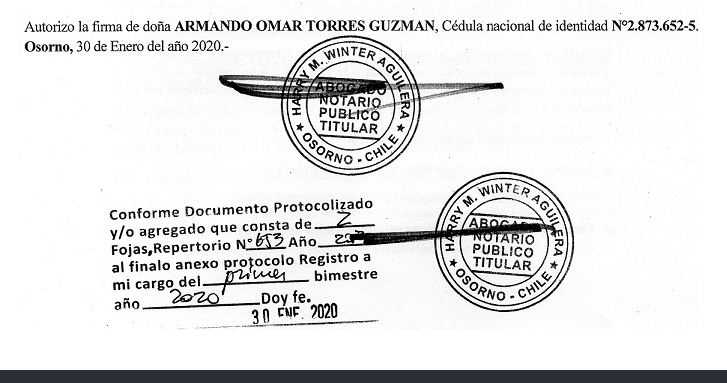 Autorizo la firma de doña ARMANDO OMAR TORRES GUZMAN, Cédula nacional de identidad Nº2.873.652-5.
Osorno, 30 de Enero del año 2020.-
HARRY M. WINTER AGUILERA
ABOGADO
NOTARIO
PUBLICO
TITULAR
★ OSORNO - CHILE ★
Conforme Documento Protocolizado
y/o agregado que consta de 2
Fojas,Repertorio Nº 653 Año
al finalo anexo protocolo Registro a
mi cargo del primer bimestre
año 2020 Doy fe.
30 ENE. 2020
HARRY M. WINTER AGUILERA
ABOGADO
NOTARIO
PUBLICO
TITULAR
★ OSORNO - CHILE ★